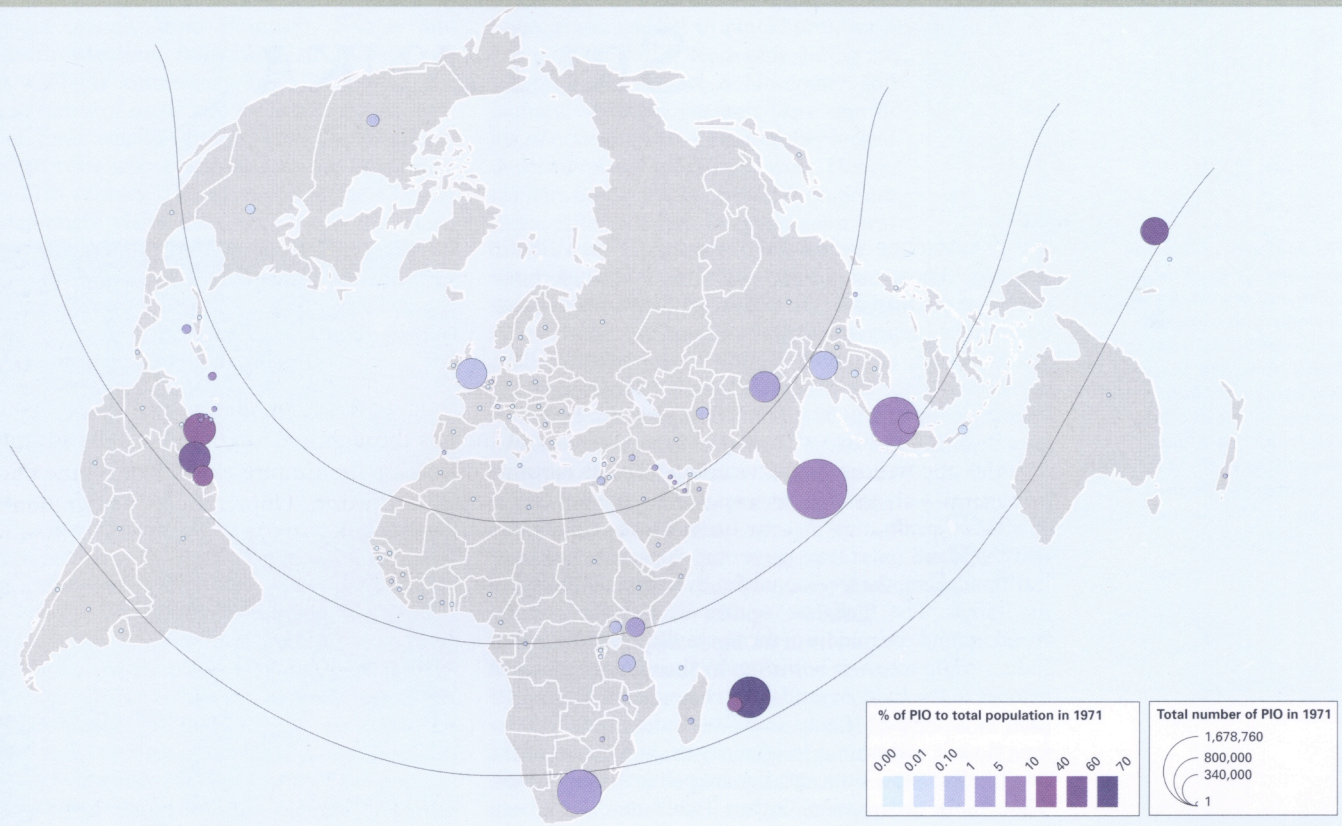 % of PIO to total population in 1971
0.00 0.01 0.10 1 5 10 40 60 70
Total number of PIO in 1971
1,678,760
800,000
340,000
1